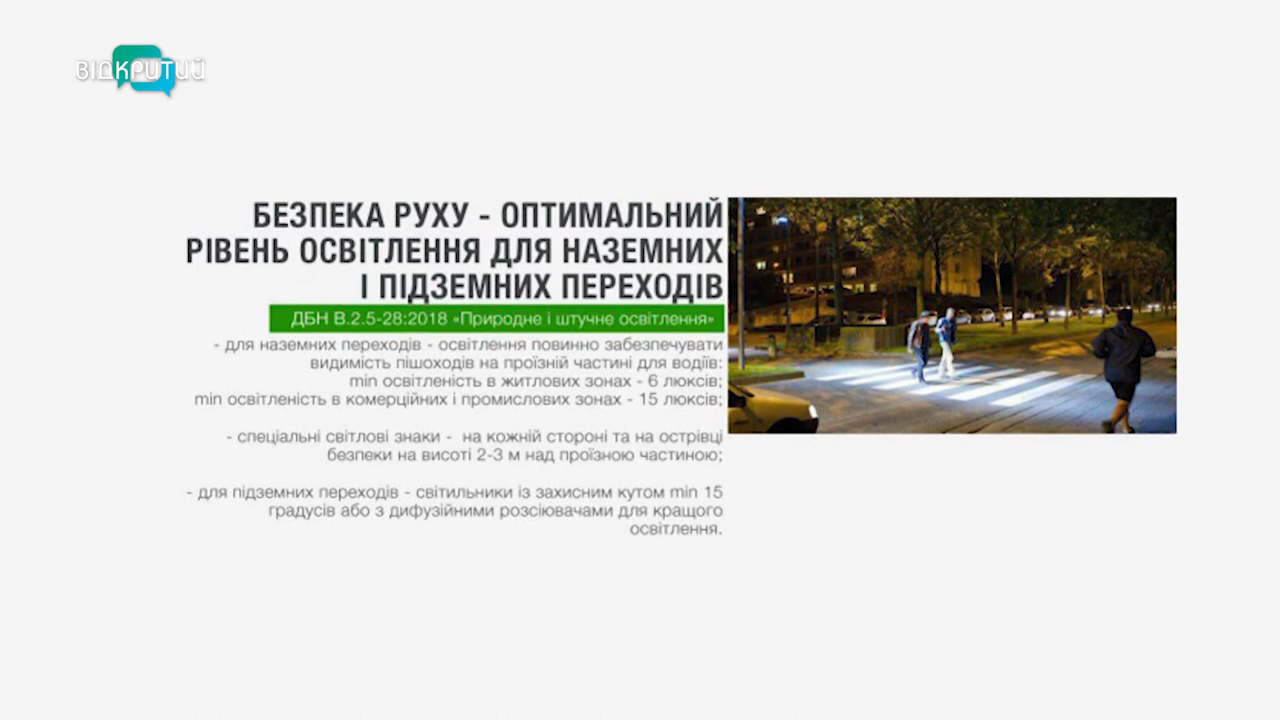 ВІДКРИТИЙ
БЕЗПЕКА РУХУ - ОПТИМАЛЬНИЙ
РІВЕНЬ ОСВІТЛЕННЯ ДЛЯ НАЗЕМНИХ
І ПІДЗЕМНИХ ПЕРЕХОДІВ
ДБН В.2.5-28:2018 «Природне і штучне освітлення»
- для наземних переходів - освітлення повинно забезпечувати
видимість пішоходів на проїзній частині для водіїв:
min освітленість в житлових зонах - 6 люксів;
min освітленість в комерційних і промислових зонах - 15 люксів;
- спеціальні світлові знаки - на кожній стороні та на острівці
безпеки на висоті 2-3 м над проїзною частиною;
- для підземних переходів - світильники із захисним кутом min 15
градусів або з дифузійними розсіювачами для кращого
освітлення.